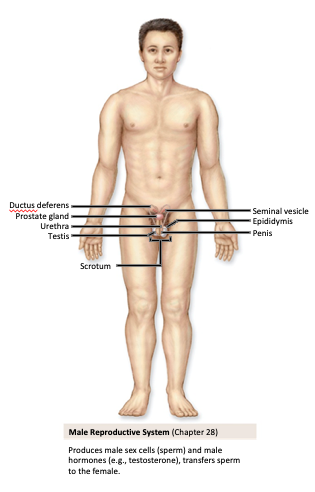 Ductus deferens
Prostate gland
Urethra
Testis
Scrotum
Seminal vesicle
Epididymis
Penis
Male Reproductive System (Chapter 28)
Produces male sex cells (sperm) and male
hormones (e.g., testosterone), transfers sperm
to the female.